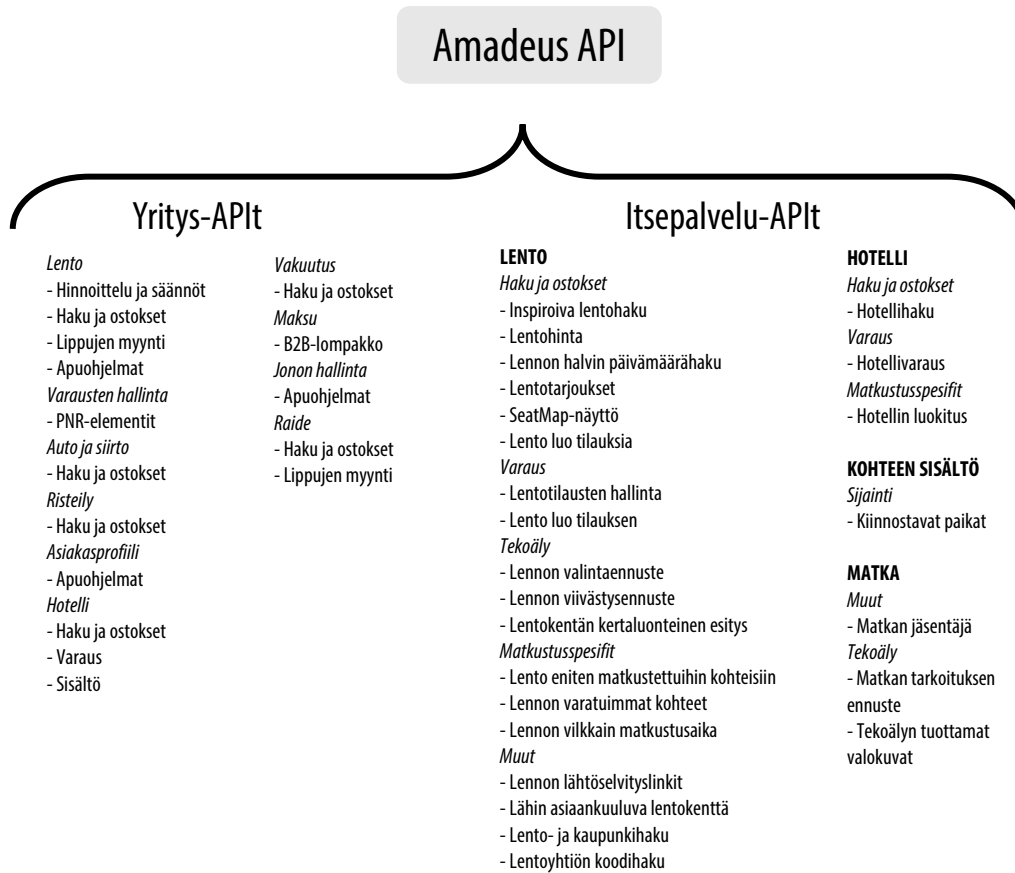 Amadeus API
Yritys-APIt
Lento
- Hinnoittelu ja säännöt
- Haku ja ostokset
- Lippujen myynti
- Apuohjelmat
Varausten hallinta
- PNR-elementit
Auto ja siirto
- Haku ja ostokset
Risteily
- Haku ja ostokset
Asiakasprofiili
- Apuohjelmat
Hotelli
- Haku ja ostokset
- Varaus
- Sisältö
Vakuutus
- Haku ja ostokset
Maksu
- B2B-lompakko
Jonon hallinta
- Apuohjelmat
Raide
- Haku ja ostokset
- Lippujen myynti
Itsepalvelu-APIt
LENTO
Haku ja ostokset
- Inspiroiva lentohaku
- Lentohinta
- Lennon halvin päivämäärähaku
- Lentotarjoukset
- SeatMap-näyttö
- Lento luo tilauksia
Varaus
- Lentotilausten hallinta
- Lento luo tilauksen
Tekoäly
- Lennon valintaennuste
- Lennon viivästysennuste
- Lentokentän kertaluonteinen esitys
Matkustusspesifit
- Lento eniten matkustettuihin kohteisiin
- Lennon varatuimmat kohteet
- Lennon vilkkain matkustusaika
Muut
- Lennon lähtöselvityslinkit
- Lähin asiaankuuluva lentokenttä
- Lento- ja kaupunkihaku
- Lentoyhtiön koodihaku
HOTELLI
Haku ja ostokset
- Hotellihaku
Varaus
- Hotellivaraus
Matkustusspesifit
- Hotellin luokitus
KOHTEEN SISÄLTÖ
Sijainti
- Kiinnostavat paikat
MATKA
Muut
- Matkan jäsentäjä
Tekoäly
- Matkan tarkoituksen
ennuste
- Tekoälyn tuottamat
valokuvat